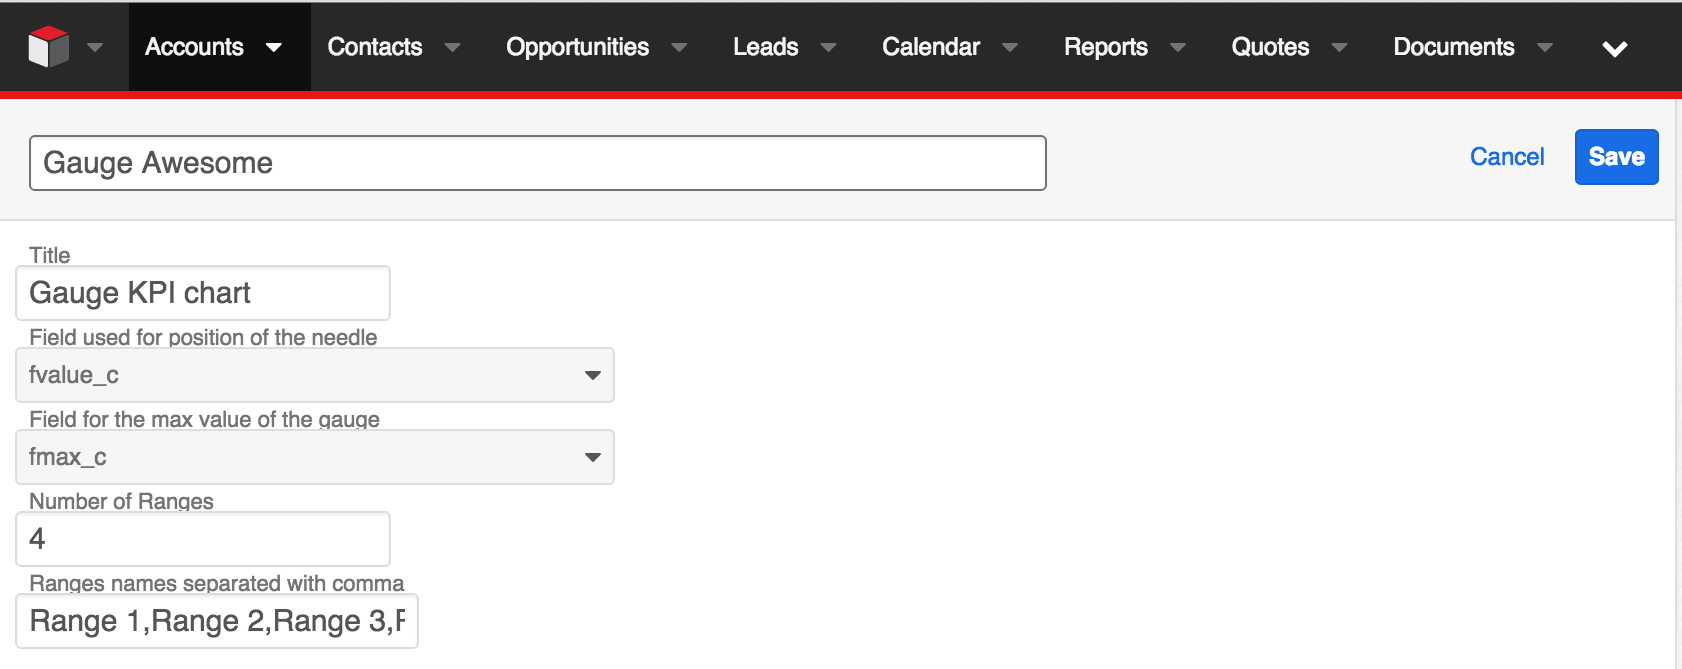 Accounts Contacts Opportunities Leads Calendar Reports Quotes Documents
Gauge Awesome Cancel Save
Title
Gauge KPI chart
Field used for position of the needle
fvalue_c
Field for the max value of the gauge
fmax_c
Number of Ranges
4
Ranges names separated with comma
Range 1,Range 2,Range 3,